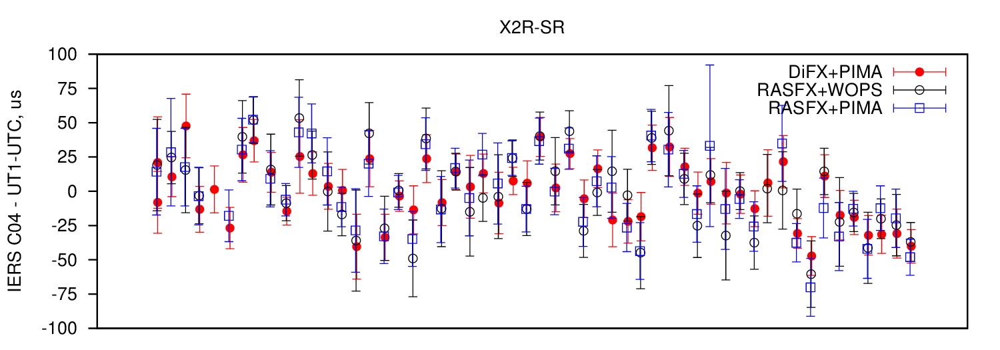 X2R-SR
IERS C04 - UT1-UTC, us
100
75
50
25
0
-25
-50
-75
-100
DiFX+PIMA
RASFX+WOPS
RASFX+PIMA